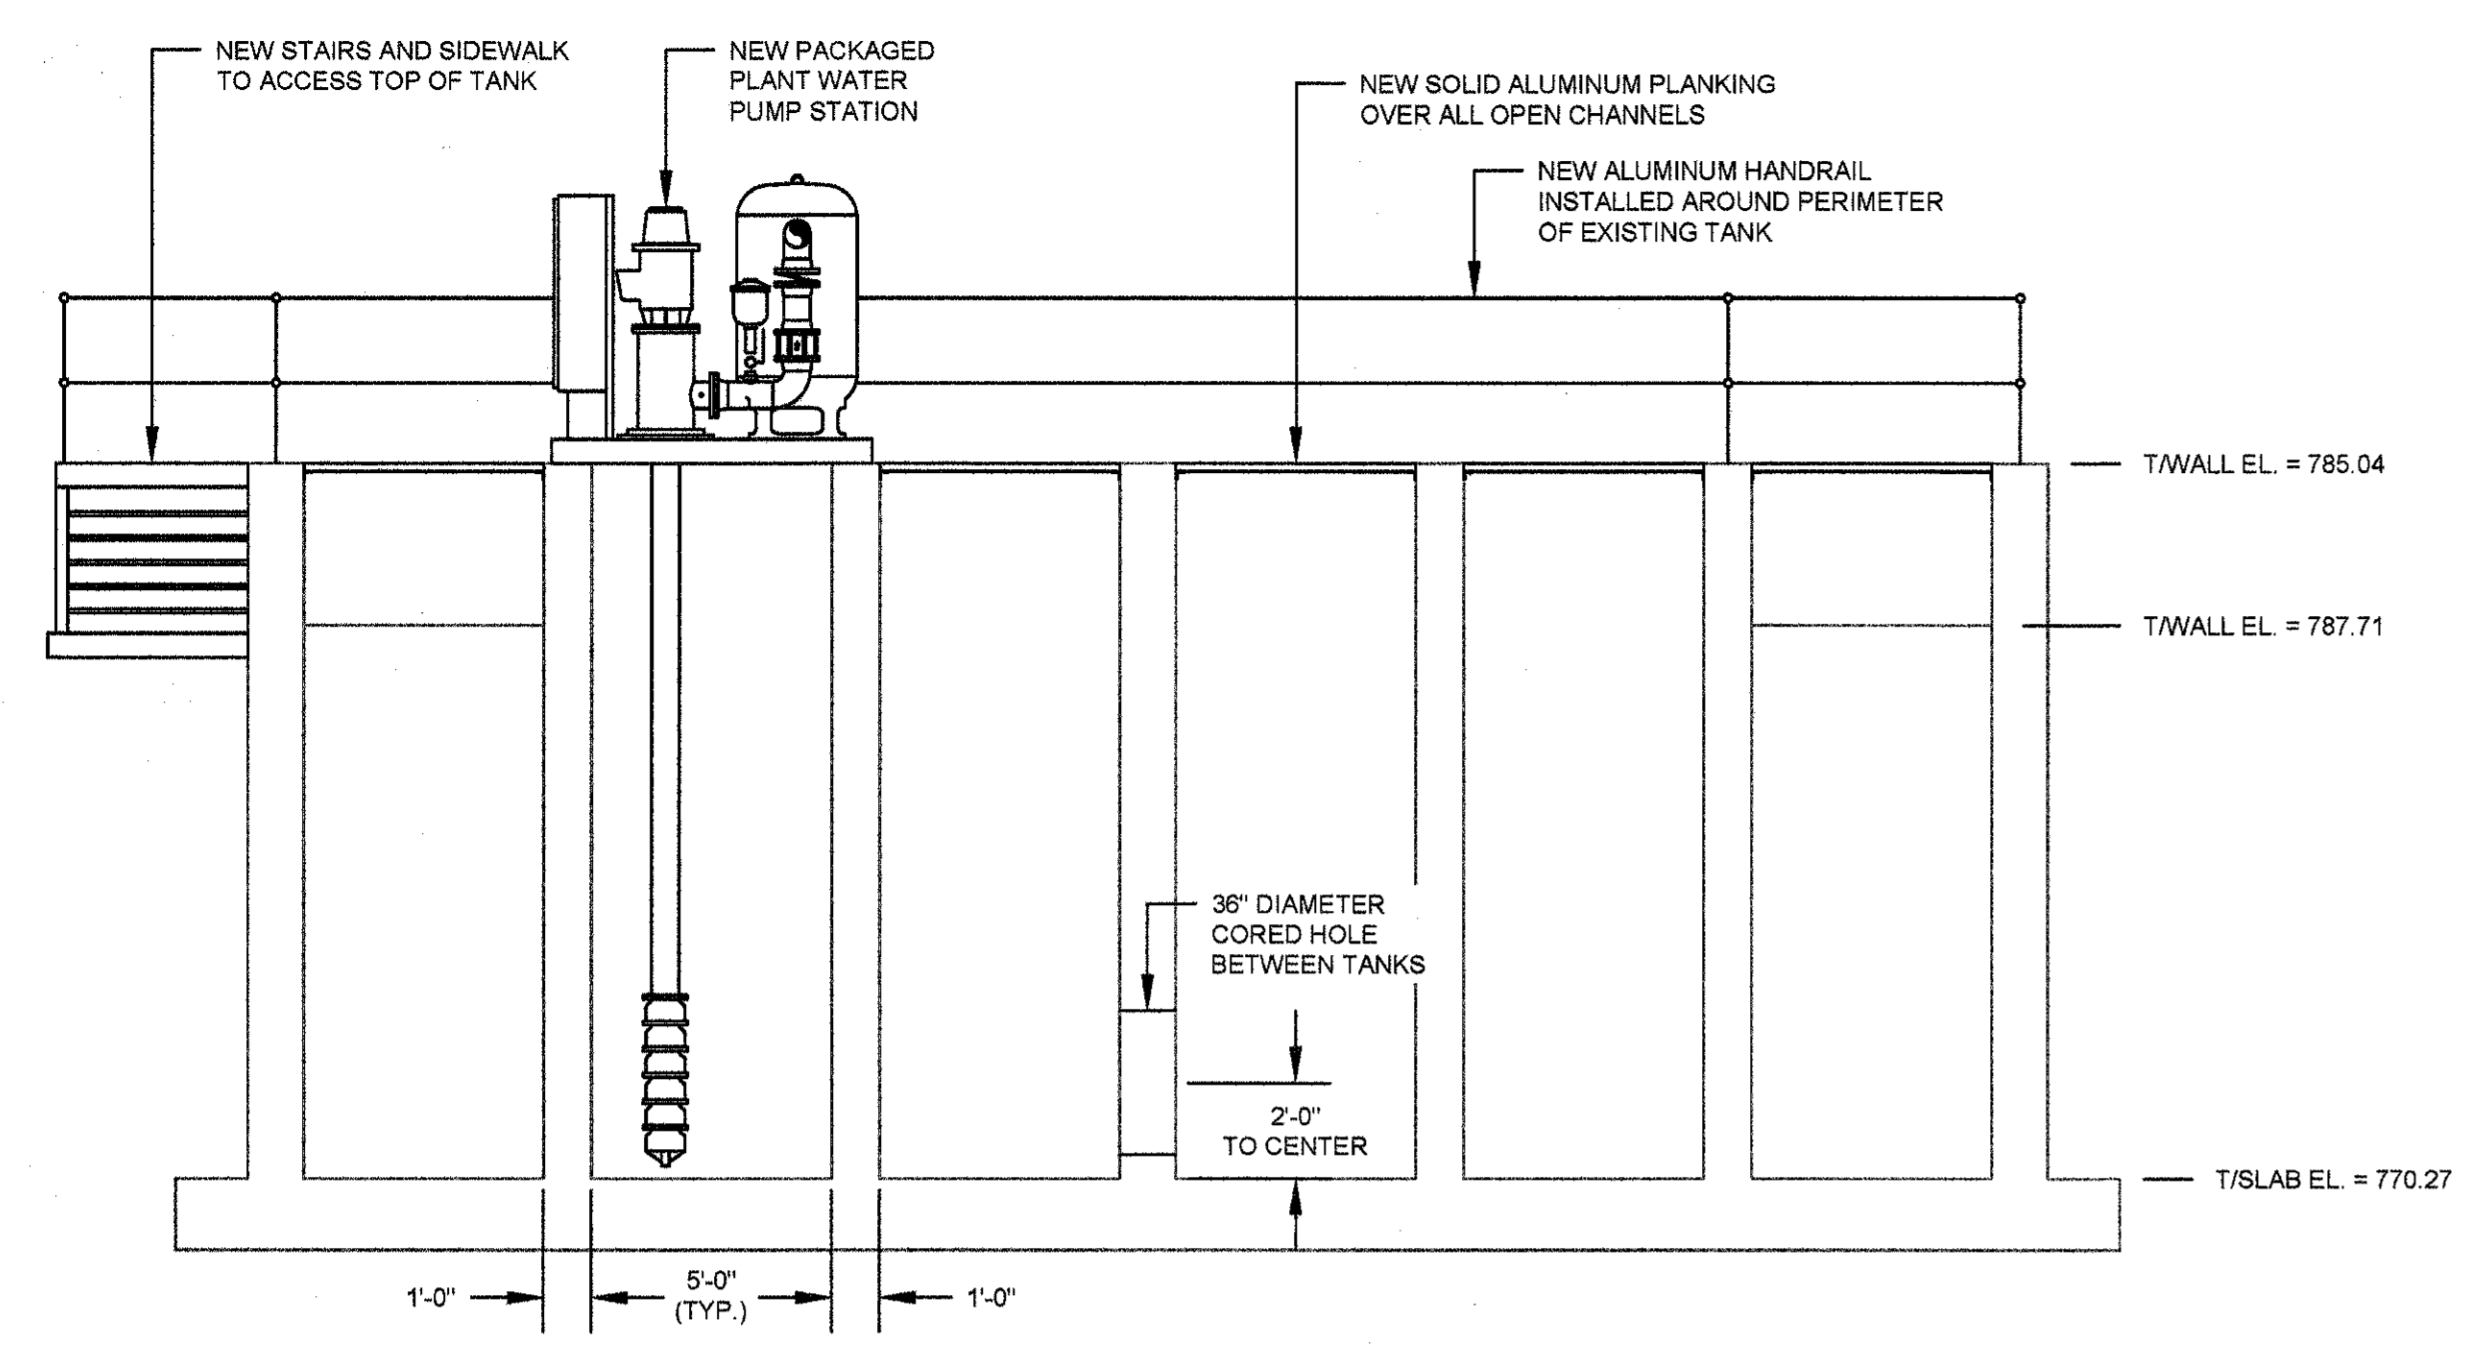 NEW STAIRS AND SIDEWALK
TO ACCESS TOP OF TANK
NEW PACKAGED
PLANT WATER
PUMP STATION
NEW SOLID ALUMINUM PLANKING
OVER ALL OPEN CHANNELS
NEW ALUMINUM HANDRAIL
INSTALLED AROUND PERIMETER
OF EXISTING TANK
T/WALL EL. = 785.04
T/WALL EL. = 787.71
36" DIAMETER
CORED HOLE
BETWEEN TANKS
2'-0"
TO CENTER
T/SLAB EL. = 770.27
1'-0"
5'-0"
(TYP.)
1'-0"